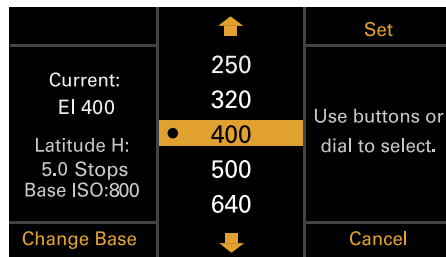 Set
Current:
EI 400
Latitude H:
5.0 Stops
Base ISO:800
Change Base
250
320
400
500
640
Use buttons or
dial to select.
Cancel